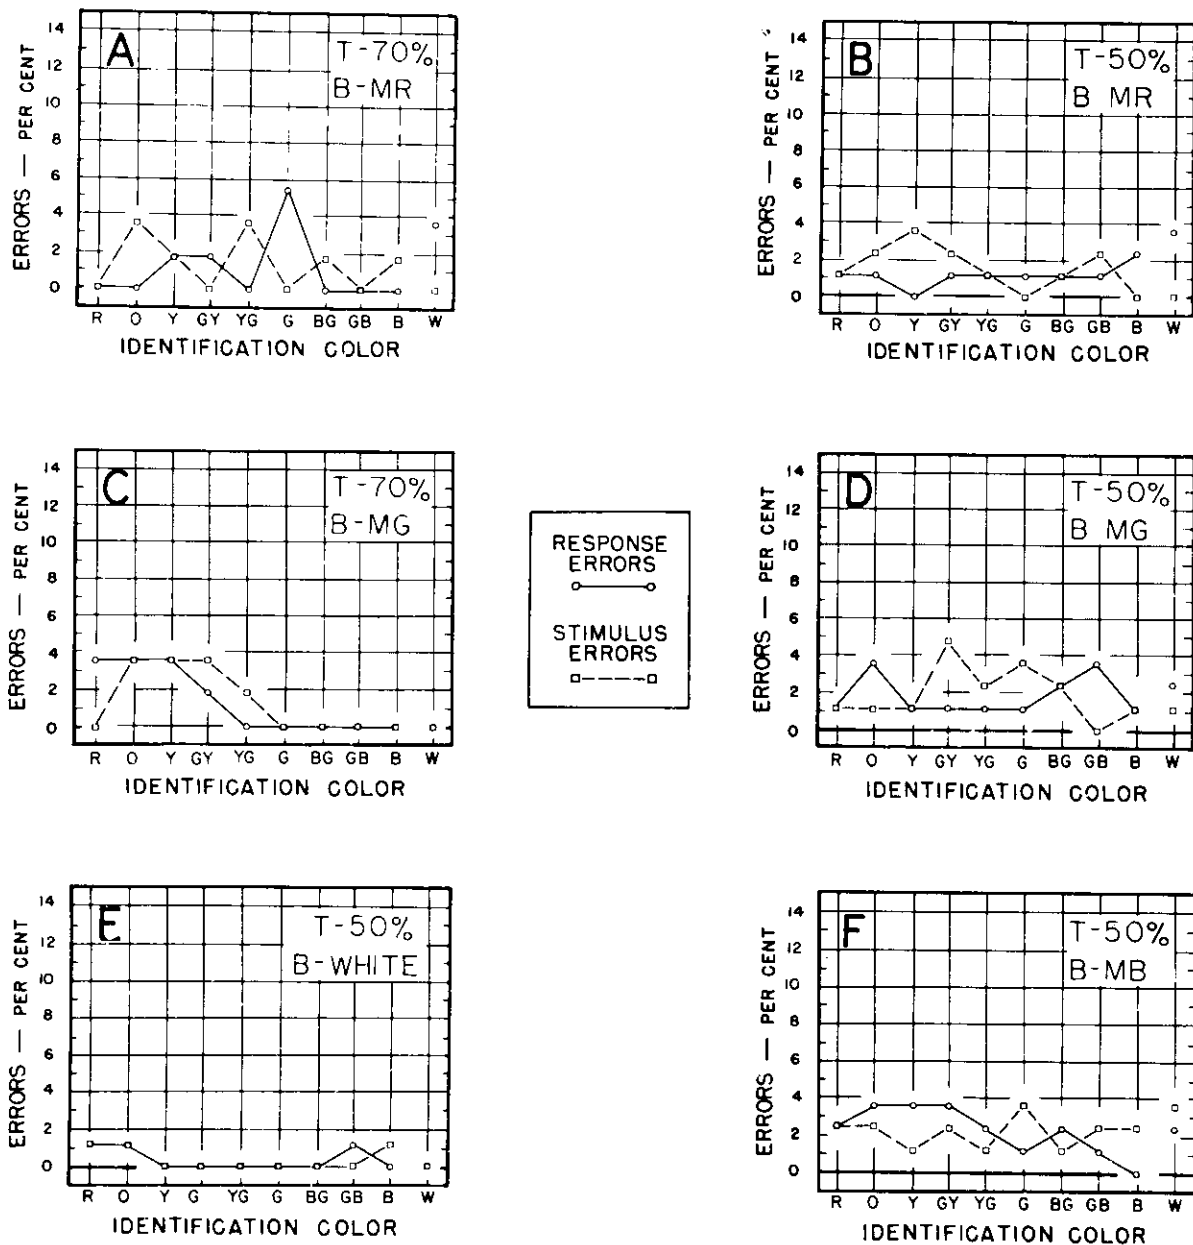 A
T-70%
B-MR
ERRORS — PER CENT
14
12
10
8
6
4
2
0
R O Y GY YG G BG GB B W
IDENTIFICATION COLOR
B
T-50%
B MR
ERRORS — PER CENT
14
12
10
8
6
4
2
0
R O Y GY YG G BG GB B W
IDENTIFICATION COLOR
C
T-70%
B-MG
ERRORS — PER CENT
14
12
10
8
6
4
2
0
R O Y GY YG G BG GB B W
IDENTIFICATION COLOR
RESPONSE
ERRORS
STIMULUS
ERRORS
D
T-50%
B MG
ERRORS — PER CENT
14
12
10
8
6
4
2
0
R O Y GY YG G BG GB B W
IDENTIFICATION COLOR
E
T-50%
B-WHITE
ERRORS — PER CENT
14
12
10
8
6
4
2
0
R O Y G YG G BG GB B W
IDENTIFICATION COLOR
F
T-50%
B-MB
ERRORS — PER CENT
14
12
10
8
6
4
2
0
R O Y GY YG G BG GB B W
IDENTIFICATION COLOR